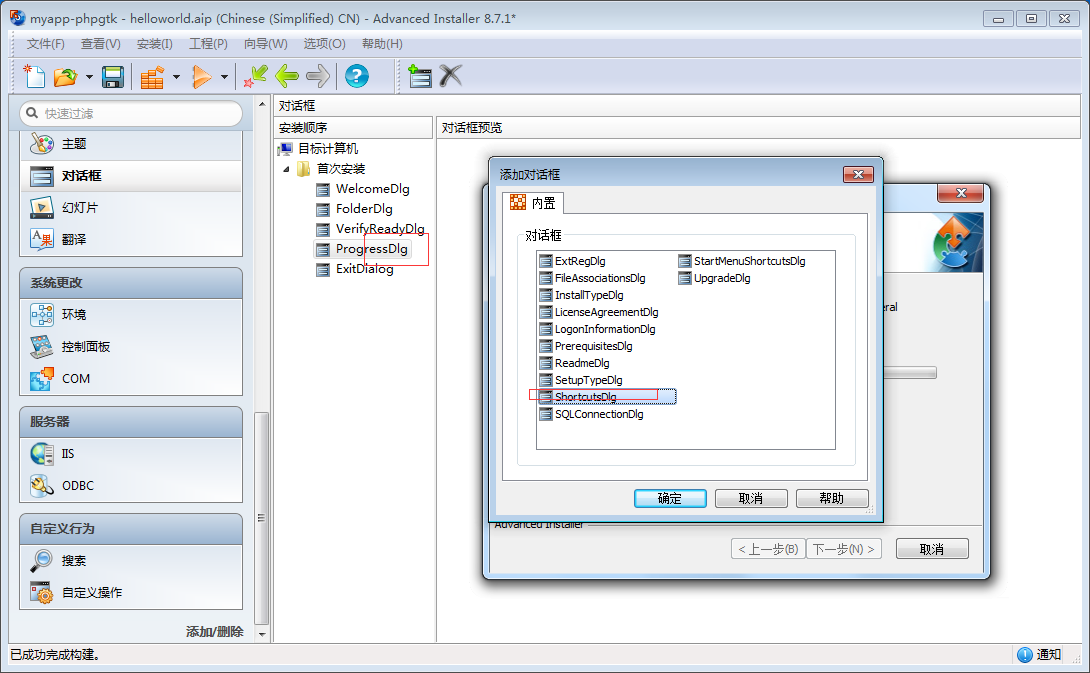 myapp-phpgtk - helloworld.aip (Chinese (Simplified) CN) - Advanced Installer 8.7.1*
文件(F) 查看(V) 安装(I) 工程(P) 向导(W) 选项(O) 帮助(H)
快速过滤
主题
对话框
幻灯片
翻译
系统更改
环境
控制面板
COM
服务器
IIS
ODBC
自定义行为
搜索
自定义操作
添加/删除
对话框
安装顺序
目标计算机
首次安装
WelcomeDlg
FolderDlg
VerifyReadyDlg
ProgressDlg
ExitDialog
对话框预览
添加对话框
内置
对话框
ExtRegDlg
FileAssociationsDlg
InstallTypeDlg
LicenseAgreementDlg
LogonInformationDlg
PrerequisitesDlg
ReadmeDlg
SetupTypeDlg
ShortcutsDlg
SQLConnectionDlg
StartMenuShortcutsDlg
UpgradeDlg
确定 取消 帮助
eral
Advanced Installer
< 上一步(B) 下一步(N) > 取消
已成功完成构建。
通知